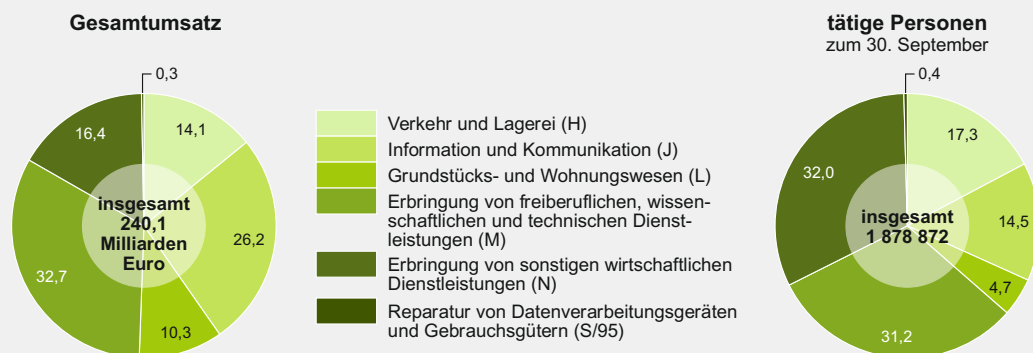 Gesamtumsatz
0,3
16,4
14,1
insgesamt
240,1
Milliarden
Euro
26,2
32,7
10,3
Verkehr und Lagerei (H)
Information und Kommunikation (J)
Grundstücks- und Wohnungswesen (L)
Erbringung von freiberuflichen, wissen-
schaftlichen und technischen Dienst-
leistungen (M)
Erbringung von sonstigen wirtschaftlichen
Dienstleistungen (N)
Reparatur von Datenverarbeitungsgeräten
und Gebrauchsgütern (S/95)
tätige Personen
zum 30. September
0,4
17,3
32,0
insgesamt
1 878 872
14,5
4,7
31,2